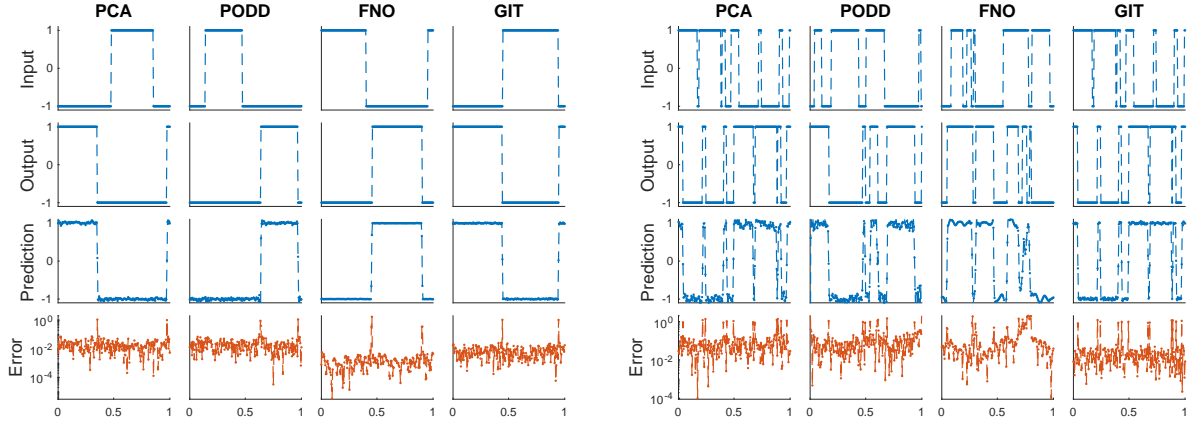 PCA PODD FNO GIT PCA PODD FNO GIT
Input 1 0 -1 Input 1 0 -1
Output 1 0 -1 Output 1 0 -1
Prediction 1 0 -1 Prediction 1 0 -1
Error 10^0 10^-2 10^-4 Error 10^0 10^-2 10^-4
0 0.5 1 0 0.5 1 0 0.5 1 0 0.5 1 0 0.5 1 0 0.5 1 0 0.5 1 0 0.5 1